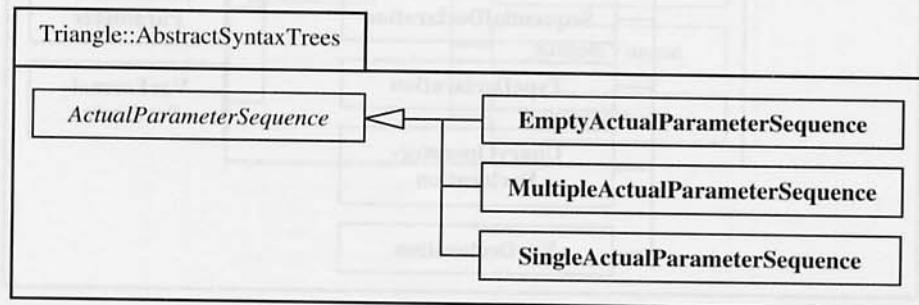 Triangle::AbstractSyntaxTrees
ActualParameterSequence
EmptyActualParameterSequence
MultipleActualParameterSequence
SingleActualParameterSequence